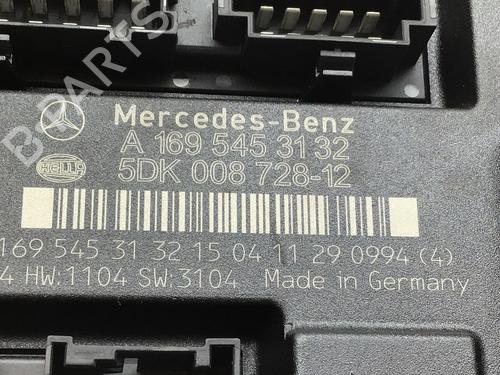 Mercedes-Benz
A 169 545 31 32
HELLA
5DK 008 728-12
169 545 31 32 15 04 11 29 0994 (4)
4 HW:1104 SW:3104 Made in Germany
B-PARTS